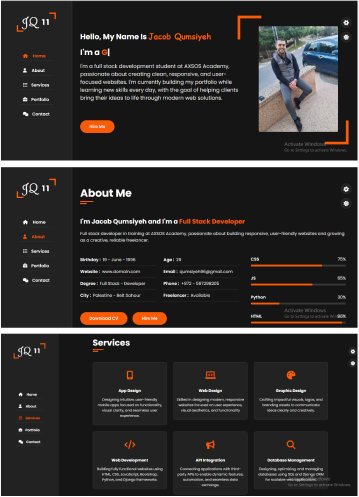 JQ 11
Home
About
Services
Portfolio
Contact
Hello, My Name Is Jacob Qumsiyeh
I'm a G
I'm a full stack development student at AXSOS Academy,
passionate about creating clean, responsive, and user-
focused websites. I'm currently building my portfolio while
learning new skills every day, with the goal of helping clients
bring their ideas to life through modern web solutions.
Hire Me
Activate Windows
Go to Settings to activate Windows.
JQ 11
Home
About
Services
Portfolio
Contact
About Me
I'm Jacob Qumsiyeh and I'm a Full Stack Developer
Full stack developer in training at AXSOS Academy, passionate about building responsive, user-friendly websites and growing
as a creative, reliable freelancer.
Birthday : 19 - June - 1996
Age : 29
Website : www.domain.com
Email : qumsiyeh96@gmail.com
Degree : Full Stack - Developer
Phone : +972 - 587298205
City : Palestine - Beit Sahour
Freelancer : Available
CSS 75%
JS 65%
Python 30%
HTML 86%
Download CV
Hire Me
Activate Windows
Go to Settings to activate Windows.
JQ 11
Home
About
Services
Portfolio
Contact
Services
App Design
Designing intuitive, user-friendly
mobile apps focused on functionality,
visual clarity, and seamless user
experience.
Web Design
Skilled in designing modern, responsive
websites focused on user experience,
visual aesthetics, and functionality
Graphic Design
Crafting impactful visuals, logos, and
branding assets to communicate
ideas clearly and creatively.
Web Development
Building fully functional websites using
HTML, CSS, JavaScript, Bootstrap,
Python, and Django frameworks.
API Integration
Connecting applications with third-
party APIs to enable dynamic features,
automation, and seamless data
exchange.
Database Management
Designing, optimizing, and managing
databases using SQL and Django ORM
for scalable web applications.
Go to Settings to activate Windows.